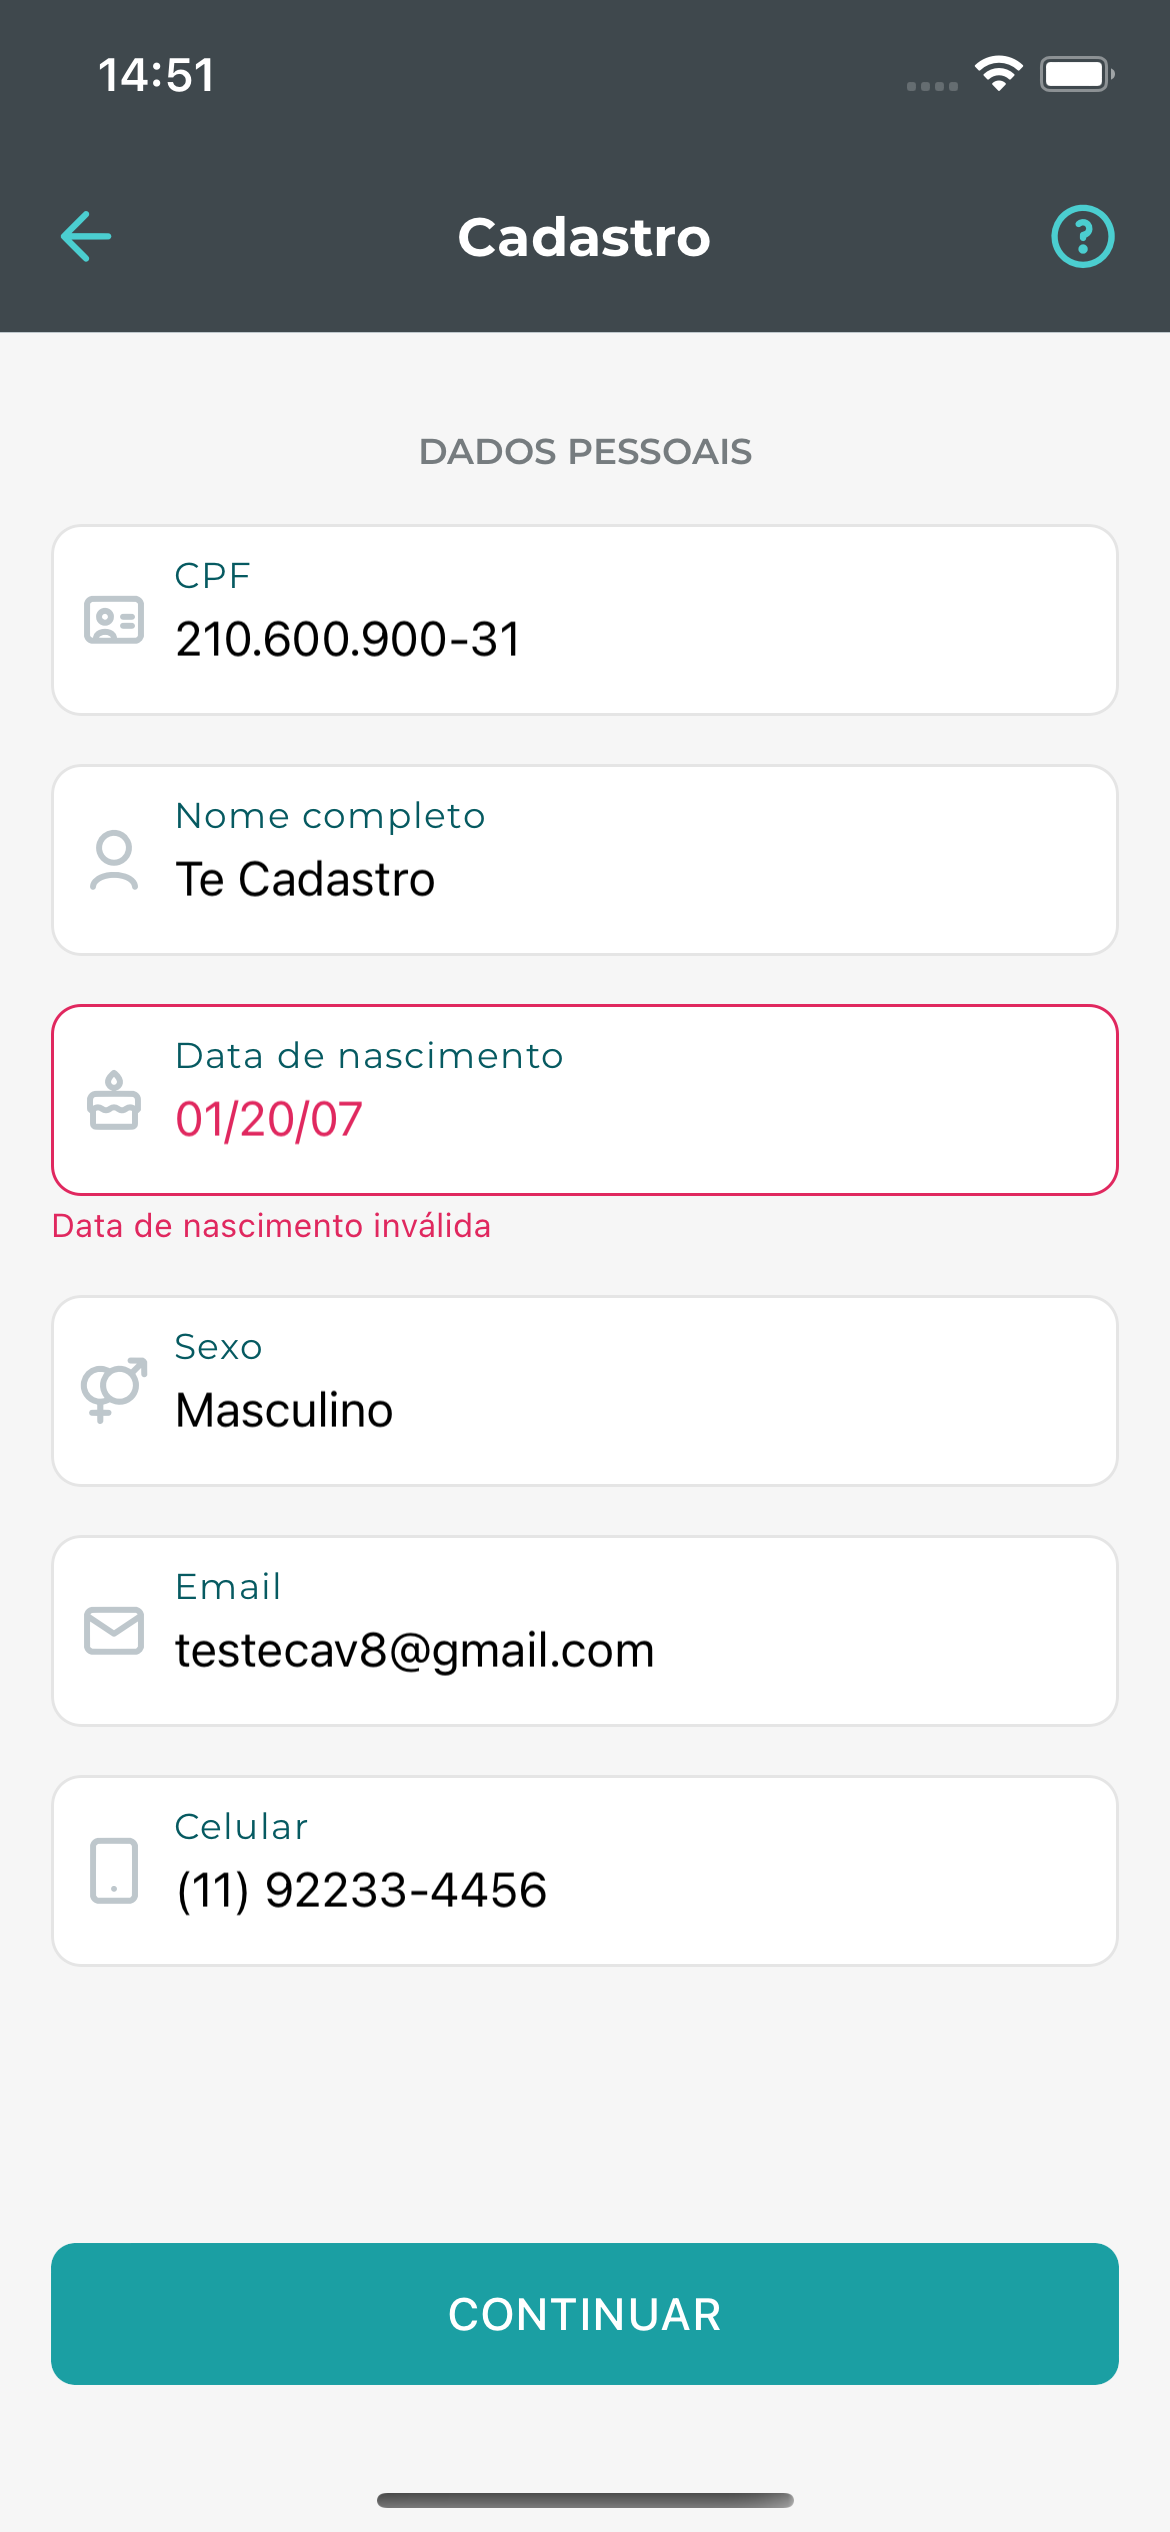 14:51
Cadastro
DADOS PESSOAIS
CPF
210.600.900-31
Nome completo
Te Cadastro
Data de nascimento
01/20/07
Data de nascimento inválida
Sexo
Masculino
Email
testecav8@gmail.com
Celular
(11) 92233-4456
CONTINUAR